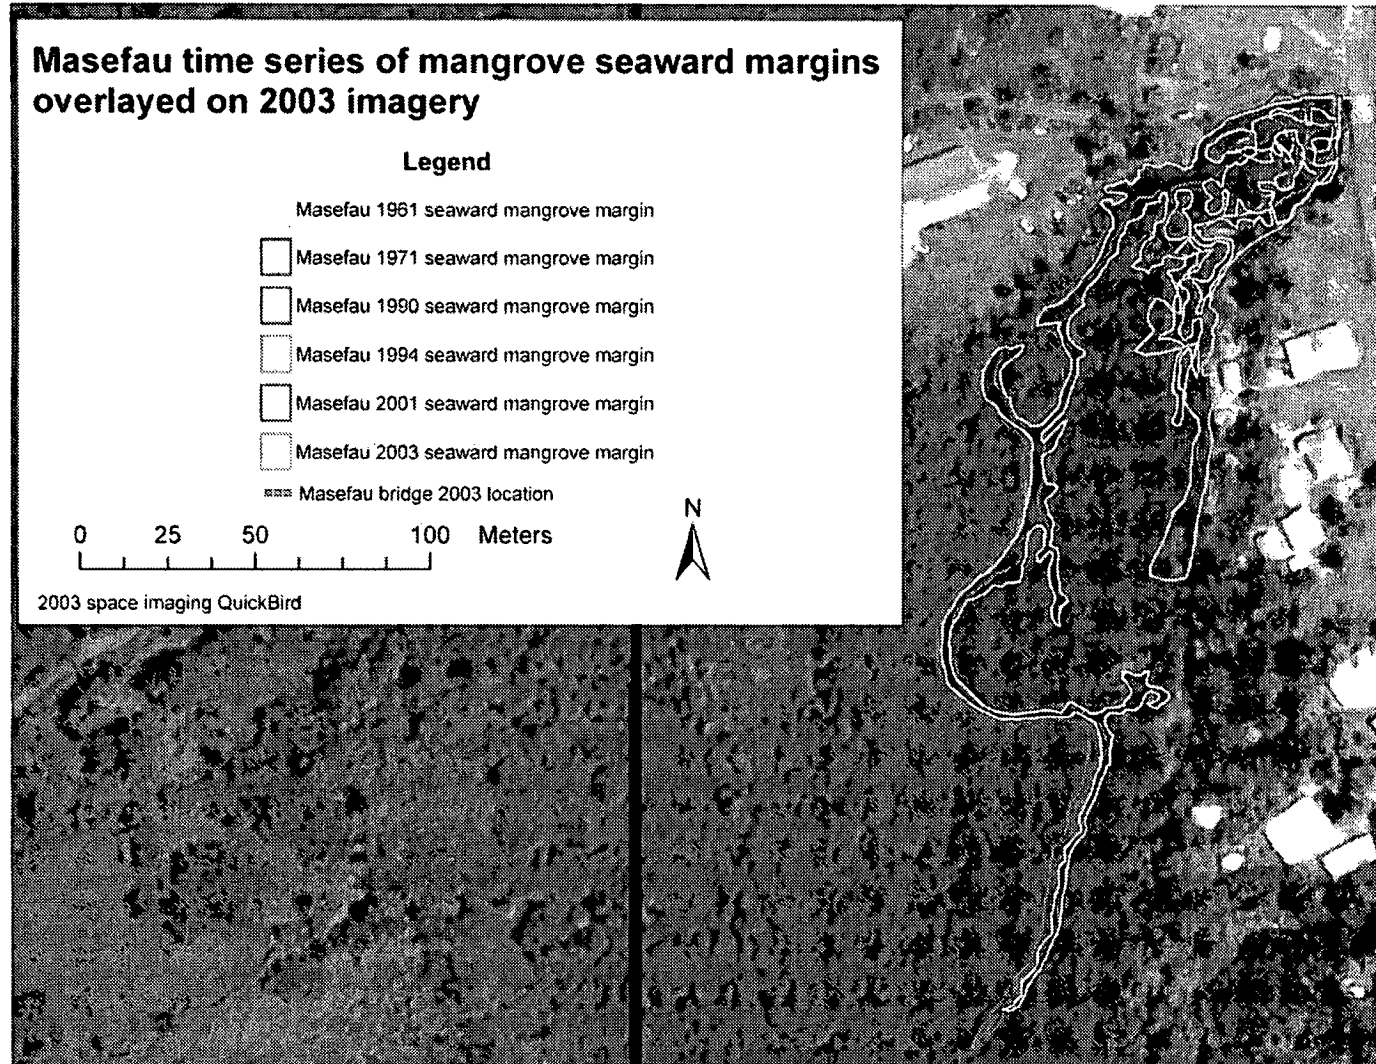 Masefau time series of mangrove seaward margins
overlayed on 2003 imagery
Legend
Masefau 1961 seaward mangrove margin
Masefau 1971 seaward mangrove margin
Masefau 1990 seaward mangrove margin
Masefau 1994 seaward mangrove margin
Masefau 2001 seaward mangrove margin
Masefau 2003 seaward mangrove margin
Masefau bridge 2003 location
N
0 25 50 100 Meters
2003 space imaging QuickBird